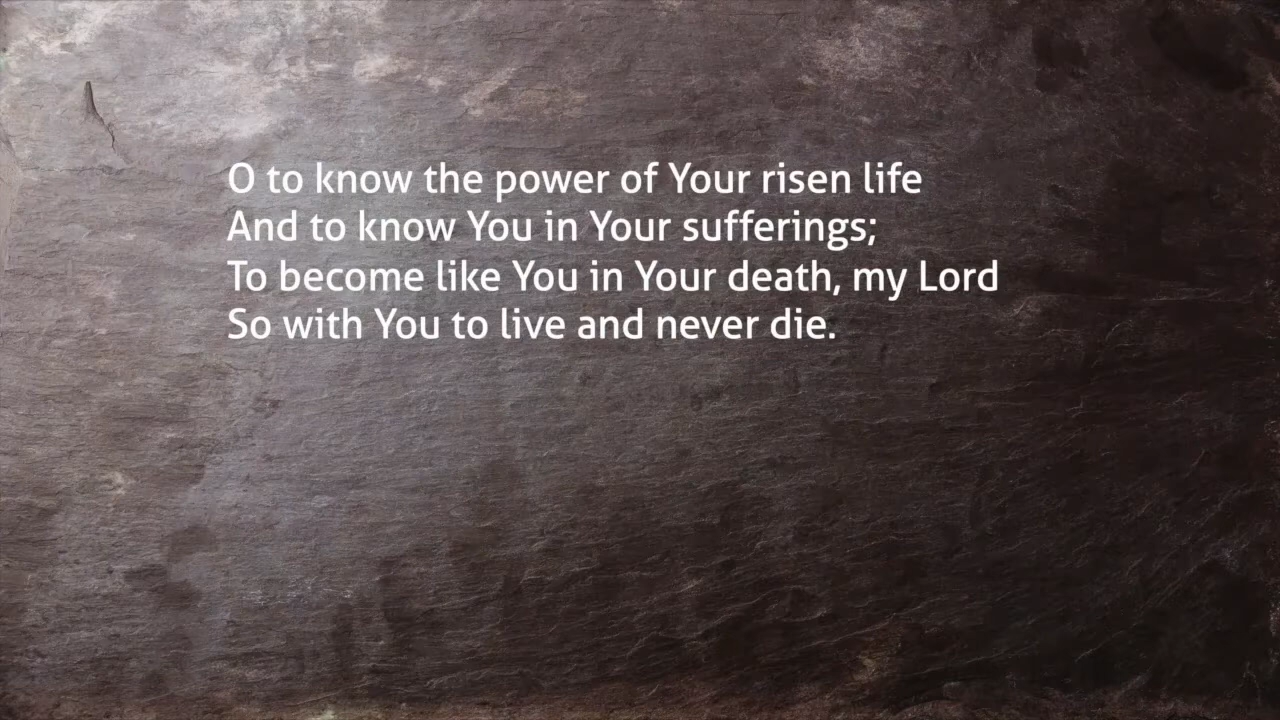 O to know the power of Your risen life
And to know You in Your sufferings;
To become like You in Your death, my Lord
So with You to live and never die.